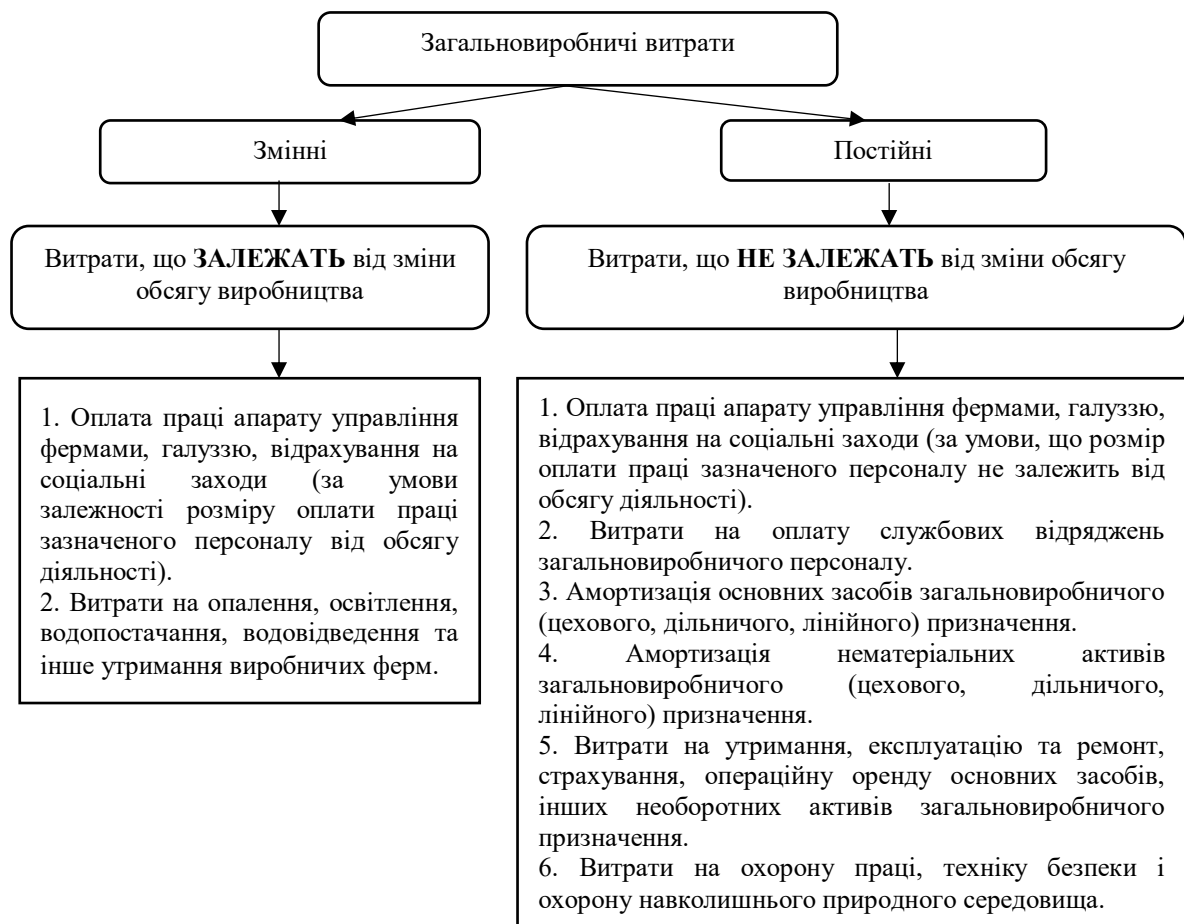 Загальновиробничі витрати
Змінні
Постійні
Витрати, що ЗАЛЕЖАТЬ від зміни
обсягу виробництва
Витрати, що НЕ ЗАЛЕЖАТЬ від зміни обсягу
виробництва
1. Оплата праці апарату управління
фермами, галуззю, відрахування на
соціальні заходи (за умови
залежності розміру оплати праці
зазначеного персоналу від обсягу
діяльності).
2. Витрати на опалення, освітлення,
водопостачання, водовідведення та
інше утримання виробничих ферм.
1. Оплата праці апарату управління фермами, галуззю,
відрахування на соціальні заходи (за умови, що розмір
оплати праці зазначеного персоналу не залежить від
обсягу діяльності).
2. Витрати на оплату службових відряджень
загальновиробничого персоналу.
3. Амортизація основних засобів загальновиробничого
(цехового, дільничого, лінійного) призначення.
4. Амортизація нематеріальних активів
загальновиробничого (цехового, дільничого,
лінійного) призначення.
5. Витрати на утримання, експлуатацію та ремонт,
страхування, операційну оренду основних засобів,
інших необоротних активів загальновиробничого
призначення.
6. Витрати на охорону праці, техніку безпеки і
охорону навколишнього природного середовища.